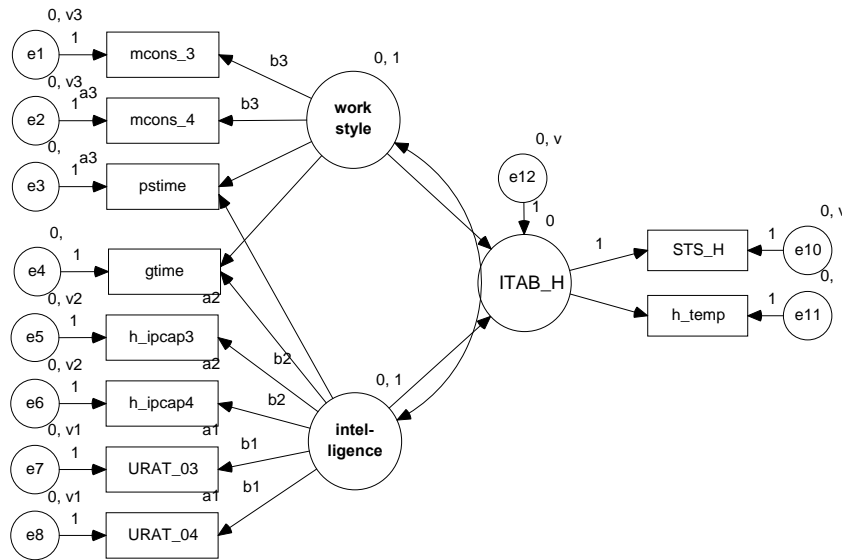 0, v3
e1
1
mcons_3
b3
0, 1
work
style
0, v3
a3
e2
1
mcons_4
b3
0,
a3
e3
1
pstime
0, v
e12
1
0
ITAB_H
1
STS_H
1
0, v
e10
0,
e4
1
gtime
a2
h_temp
1
0,
e11
0, v2
e5
1
h_ipcap3
a2
b2
0, v2
e6
1
h_ipcap4
b2
0, 1
intel-
ligence
0, v1
a1
e7
1
URAT_03
b1
0, v1
a1
e8
1
URAT_04
b1